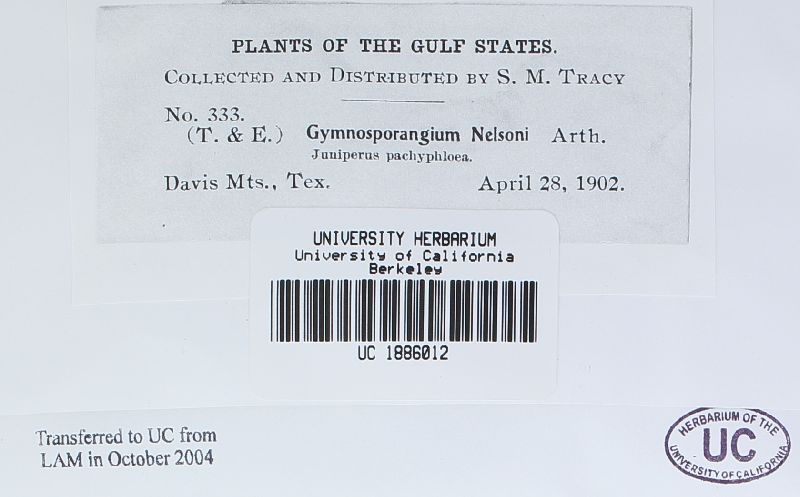 PLANTS OF THE GULF STATES.
COLLECTED AND DISTRIBUTED BY S. M. TRACY
No. 333.
(T. & E.) Gymnosporangium Nelsoni Arth.
Juniperus pachyphloea.
Davis Mts., Tex. April 28, 1902.
UNIVERSITY HERBARIUM
University of California
Berkeley
UC 1886012
Transferred to UC from
LAM in October 2004
HERBARIUM OF THE
UC
UNIVERSITY OF CALIFORNIA